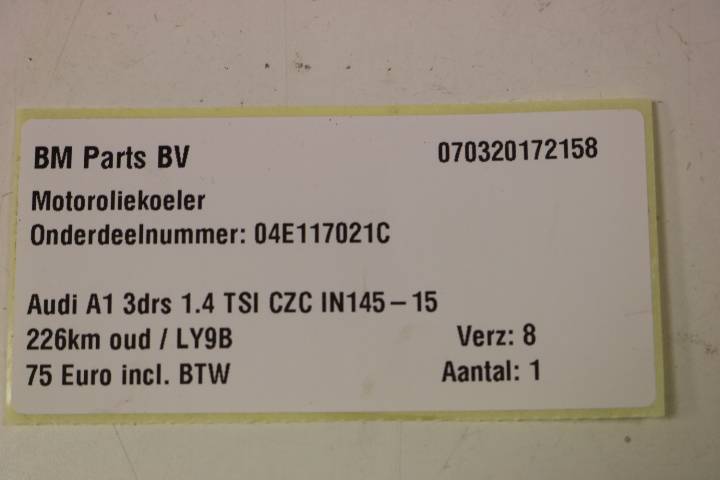 BM Parts BV 070320172158
Motoroliekoeler
Onderdeelnummer: 04E117021C
Audi A1 3drs 1.4 TSI CZC IN145 – 15
226km oud / LY9B Verz: 8
75 Euro incl. BTW Aantal: 1